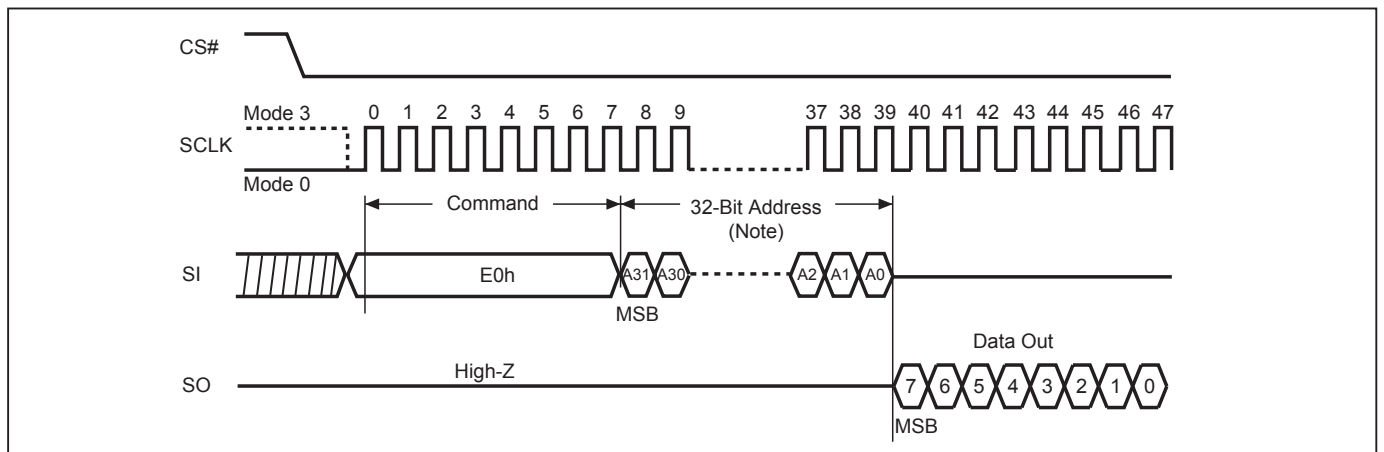 CS#
Mode 3
0 1 2 3 4 5 6 7 8 9 37 38 39 40 41 42 43 44 45 46 47
SCLK
Mode 0
Command
32-Bit Address
(Note)
SI
E0h
A31 A30 A2 A1 A0
MSB
Data Out
High-Z
SO
7 6 5 4 3 2 1 0
MSB